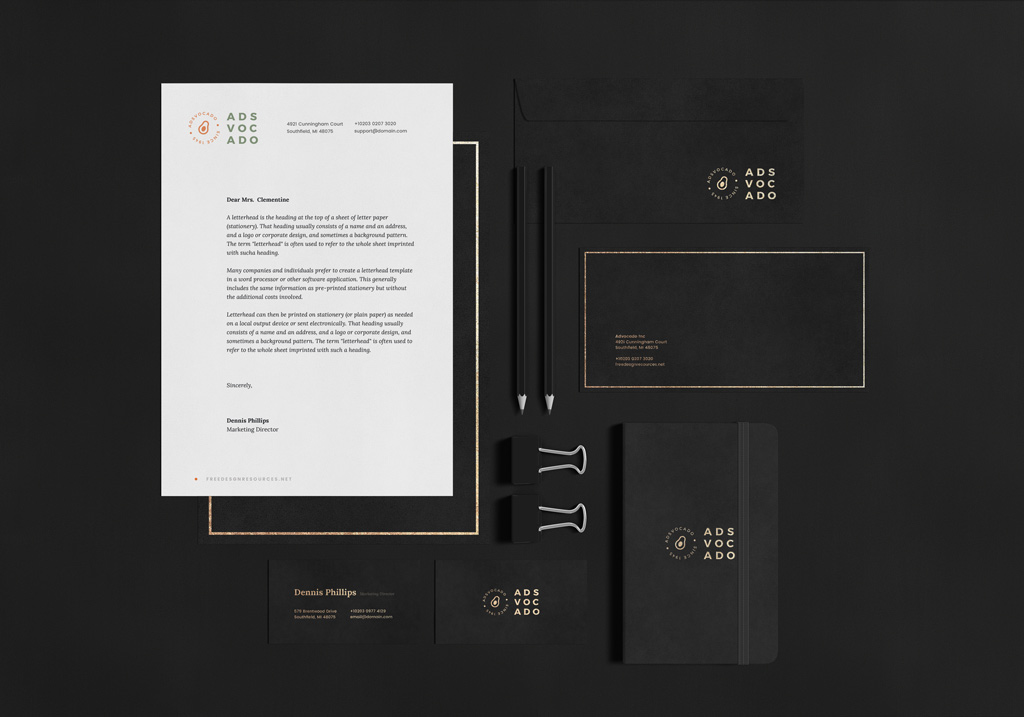 ADSVOCADO
SINCE
ADS
VOC
ADO
4921 Cunningham Court
Southfield, MI 48075
+10203 0207 3020
support@domain.com
Dear Mrs. Clementine
A letterhead is the heading at the top of a sheet of letter paper
(stationery). That heading usually consists of a name and an address,
and a logo or corporate design, and sometimes a background pattern.
The term "letterhead" is often used to refer to the whole sheet imprinted
with sucha heading.
Many companies and individuals prefer to create a letterhead template
in a word processor or other software application. This generally
includes the same information as pre-printed stationery but without
the additional costs involved.
Letterhead can then be printed on stationery (or plain paper) as needed
on a local output device or sent electronically. That heading usually
consists of a name and an address, and a logo or corporate design, and
sometimes a background pattern. The term "letterhead" is often used to
refer to the whole sheet imprinted with such a heading.
Sincerely,
Dennis Phillips
Marketing Director
FREEDESIGNRESOURCES.NET
ADSVOCADO
SINCE
ADS
VOC
ADO
Advocado Inc
4921 Cunningham Court
Southfield, MI 48075
+10203 0207 3020
freedesignresources.net
ADSVOCADO
SINCE
ADS
VOC
ADO
Dennis Phillips Marketing Director
575 Brentwood Drive
Southfield, MI 48075
email@domain.com
ADSVOCADO
SINCE
ADS
VOC
ADO